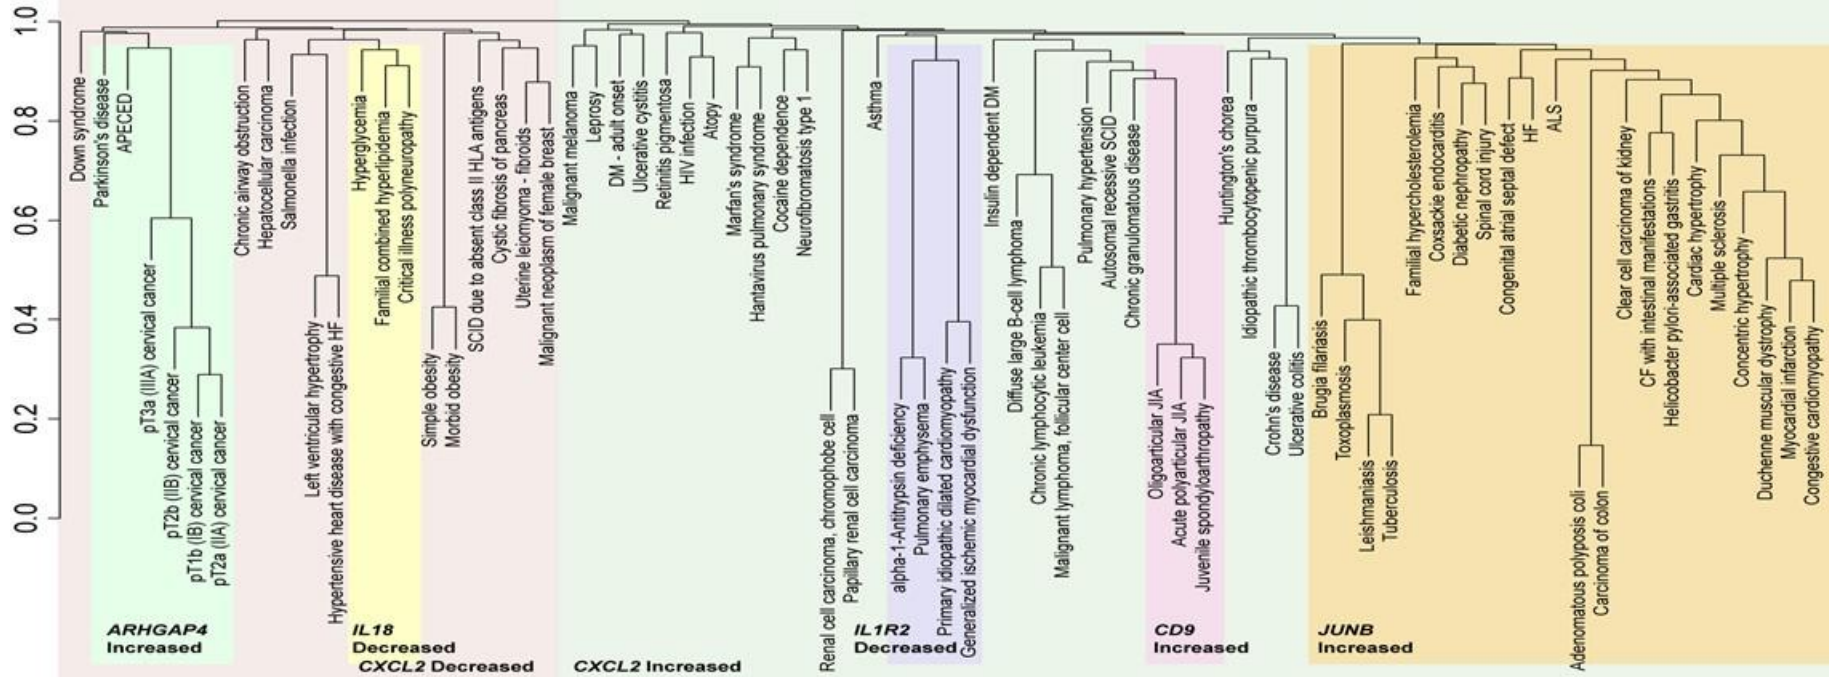 1.0
0.8
0.6
0.4
0.2
0.0
Down syndrome
Parkinson's disease
APECED
pT3a (IIIA) cervical cancer
pT2b (IIB) cervical cancer
pT1b (IB) cervical cancer
pT2a (IIA) cervical cancer
Chronic airway obstruction
Hepatocellular carcinoma
Salmonella infection
Left ventricular hypertrophy
Hypertensive heart disease with congestive HF
Hyperglycemia
Familial combined hyperlipidemia
Critical illness polyneuropathy
Simple obesity
Morbid obesity
SCID due to absent class II HLA antigens
Cystic fibrosis of pancreas
Uterine leiomyoma - fibroids
Malignant neoplasm of female breast
Malignant melanoma
Leprosy
DM - adult onset
Ulcerative cystitis
Retinitis pigmentosa
HIV infection
Atopy
Marfan's syndrome
Hantavirus pulmonary syndrome
Cocaine dependence
Neurofibromatosis type 1
Renal cell carcinoma, chromophobe cell
Papillary renal cell carcinoma
Asthma
alpha-1-Antitrypsin deficiency
Pulmonary emphysema
Primary idiopathic dilated cardiomyopathy
Generalized ischemic myocardial dysfunction
Insulin dependent DM
Diffuse large B-cell lymphoma
Chronic lymphocytic leukemia
Malignant lymphoma, follicular center cell
Pulmonary hypertension
Autosomal recessive SCID
Chronic granulomatous disease
Oligoarticular JIA
Acute polyarticular JIA
Juvenile spondyloarthropathy
Huntington's chorea
Idiopathic thrombocytopenic purpura
Crohn's disease
Ulcerative colitis
Brugia filariasis
Toxoplasmosis
Leishmaniasis
Tuberculosis
Familial hypercholesterolemia
Coxsackie endocarditis
Diabetic nephropathy
Spinal cord injury
Congenital atrial septal defect
HF
ALS
Adenomatous polyposis coli
Carcinoma of colon
Clear cell carcinoma of kidney
CF with intestinal manifestations
Helicobacter pylori-associated gastritis
Cardiac hypertrophy
Multiple sclerosis
Concentric hypertrophy
Duchenne muscular dystrophy
Myocardial infarction
Congestive cardiomyopathy
ARHGAP4
Increased
IL18
Decreased
CXCL2 Decreased
CXCL2 Increased
IL1R2
Decreased
CD9
Increased
JUNB
Increased